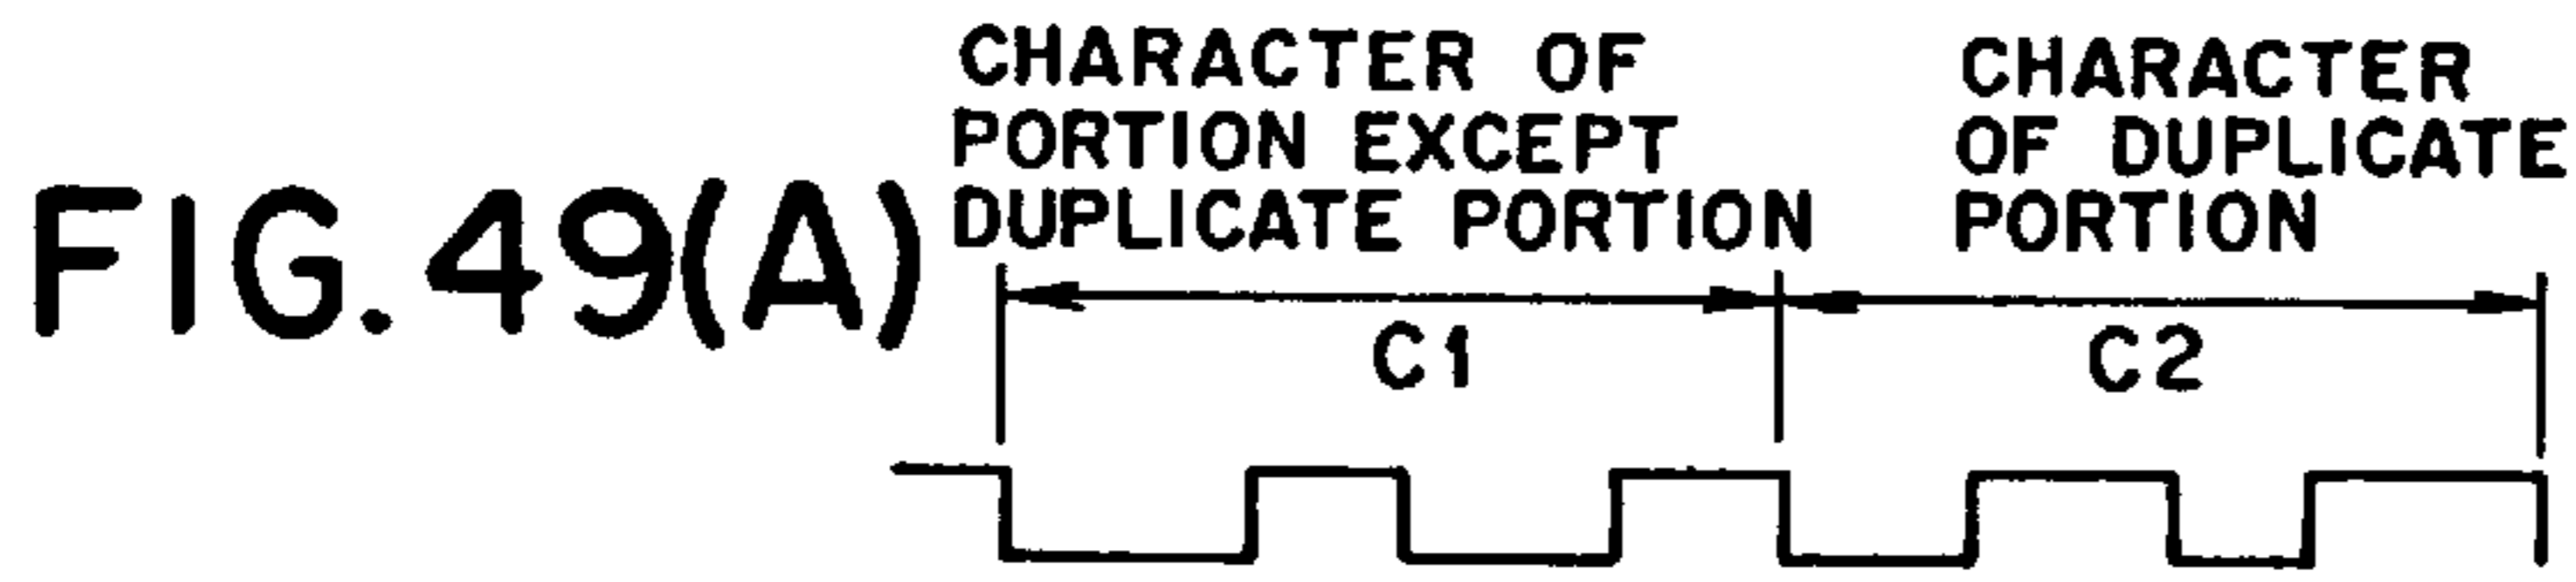 FIG. 49(A)
CHARACTER OF
PORTION EXCEPT
DUPLICATE PORTION
CHARACTER
OF DUPLICATE
PORTION
C1
C2